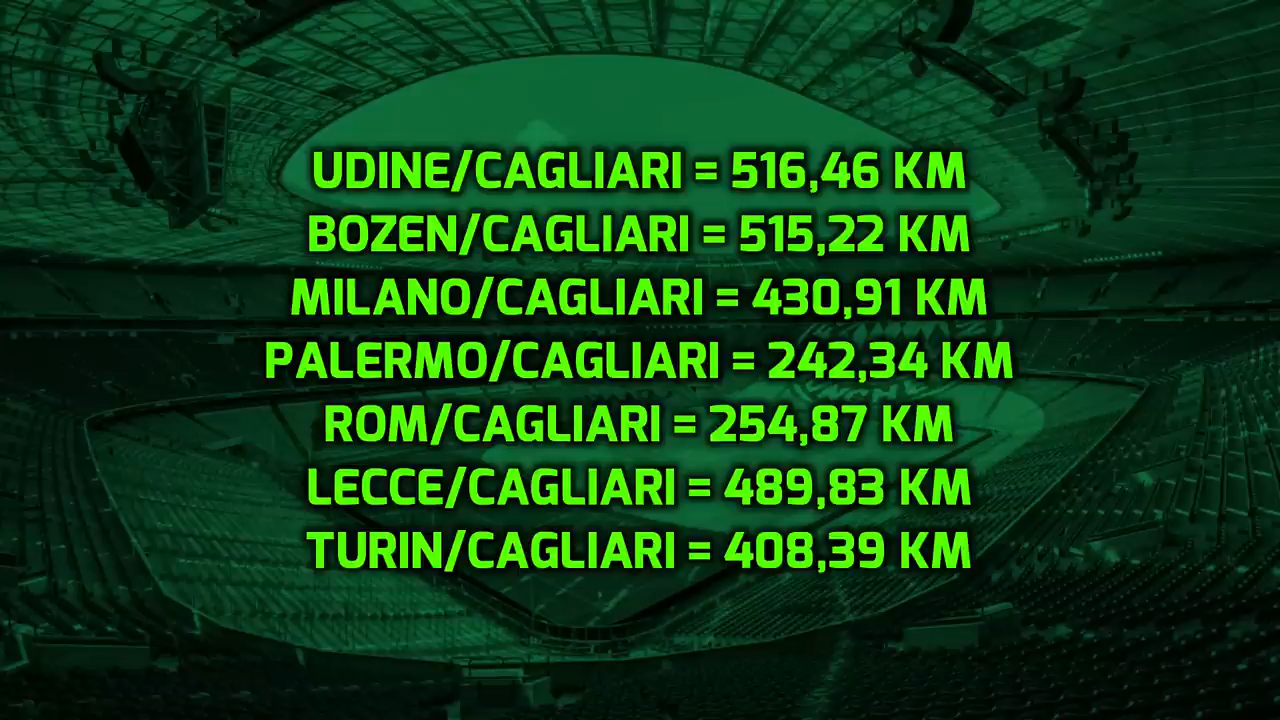 UDINE/CAGLIARI = 516,46 KM
BOZEN/CAGLIARI = 515,22 KM
MILANO/CAGLIARI = 430,91 KM
PALERMO/CAGLIARI = 242,34 KM
ROM/CAGLIARI = 254,87 KM
LECCE/CAGLIARI = 489,83 KM
TURIN/CAGLIARI = 408,39 KM